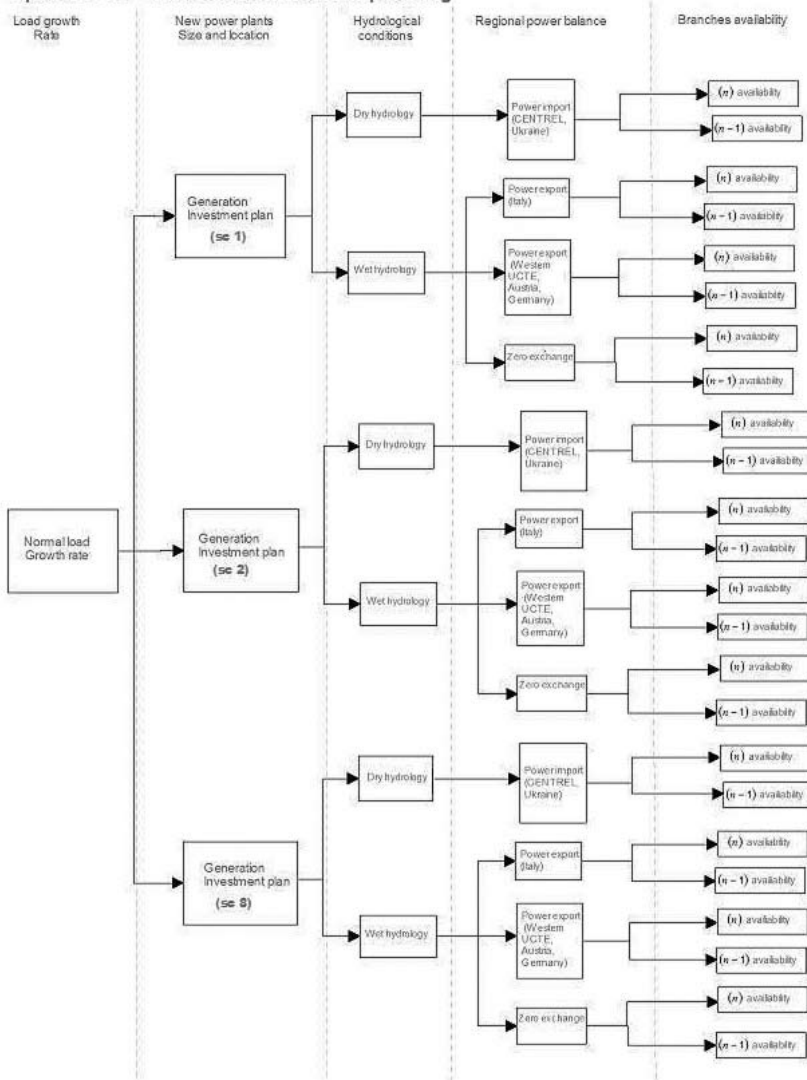 Load growth
Rate
New power plants
Size and location
Hydrological
conditions
Regional power balance
Branches availability
Normal load
Growth rate
Generation
Investment plan
(sc 1)
Dry hydrology
Power import
(CENTREL,
Ukraine)
(n) availability
(n − 1) availability
Wet hydrology
Power export
(Italy)
(n) availability
(n − 1) availability
Power export
(Western
UCTE,
Austria,
Germany)
(n) availability
(n − 1) availability
Zero exchange
(n) availability
(n − 1) availability
Generation
Investment plan
(sc 2)
Dry hydrology
Power import
(CENTREL,
Ukraine)
(n) availability
(n − 1) availability
Wet hydrology
Power export
(Italy)
(n) availability
(n − 1) availability
Power export
(Western
UCTE,
Austria,
Germany)
(n) availability
(n − 1) availability
Zero exchange
(n) availability
(n − 1) availability
Generation
Investment plan
(sc 8)
Dry hydrology
Power import
(CENTREL,
Ukraine)
(n) availability
(n − 1) availability
Wet hydrology
Power export
(Italy)
(n) availability
(n − 1) availability
Power export
(Western
UCTE,
Austria,
Germany)
(n) availability
(n − 1) availability
Zero exchange
(n) availability
(n − 1) availability